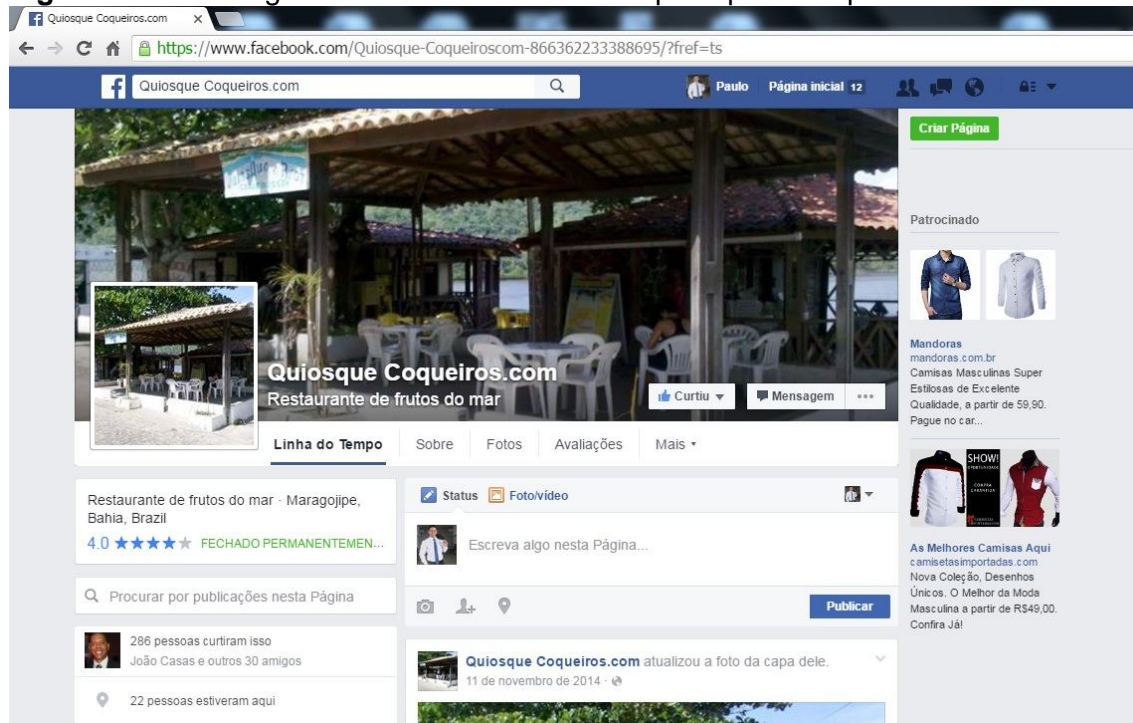 Quiosque Coqueiros.com
https://www.facebook.com/Quiosque-Coqueiroscom-866362233388695/?fref=ts
Quiosque Coqueiros.com
Paulo
Página inicial 12
Criar Página
Quiosque Coqueiros.com
Restaurante de frutos do mar
Curtiu
Mensagem
Linha do Tempo Sobre Fotos Avaliações Mais
Restaurante de frutos do mar · Maragojipe,
Bahia, Brazil
4.0 ★★★★★ FECHADO PERMANENTEMEN...
Procurar por publicações nesta Página
286 pessoas curtiram isso
João Casas e outros 30 amigos
22 pessoas estiveram aqui
Status Foto/vídeo
Escreva algo nesta Página...
Publicar
Quiosque Coqueiros.com atualizou a foto da capa dele.
11 de novembro de 2014
Patrocinado
Mandoras
mandoras.com.br
Camisas Masculinas Super
Estilosas de Excelente
Qualidade, a partir de 59,90.
Pague no car...
SHOW!
As Melhores Camisas Aqui
camisetasimportadas.com
Nova Coleção, Desenhos
Únicos. O Melhor da Moda
Masculina a partir de R$49,00.
Confira Já!